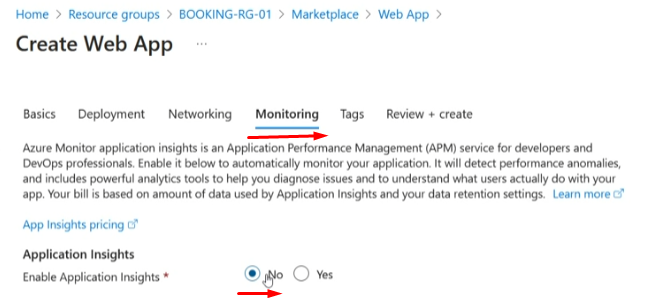 Home > Resource groups > BOOKING-RG-01 > Marketplace > Web App >
Create Web App ...
Basics Deployment Networking Monitoring Tags Review + create
Azure Monitor application insights is an Application Performance Management (APM) service for developers and
DevOps professionals. Enable it below to automatically monitor your application. It will detect performance anomalies,
and includes powerful analytics tools to help you diagnose issues and to understand what users actually do with your
app. Your bill is based on amount of data used by Application Insights and your data retention settings. Learn more
App Insights pricing
Application Insights
Enable Application Insights * No Yes